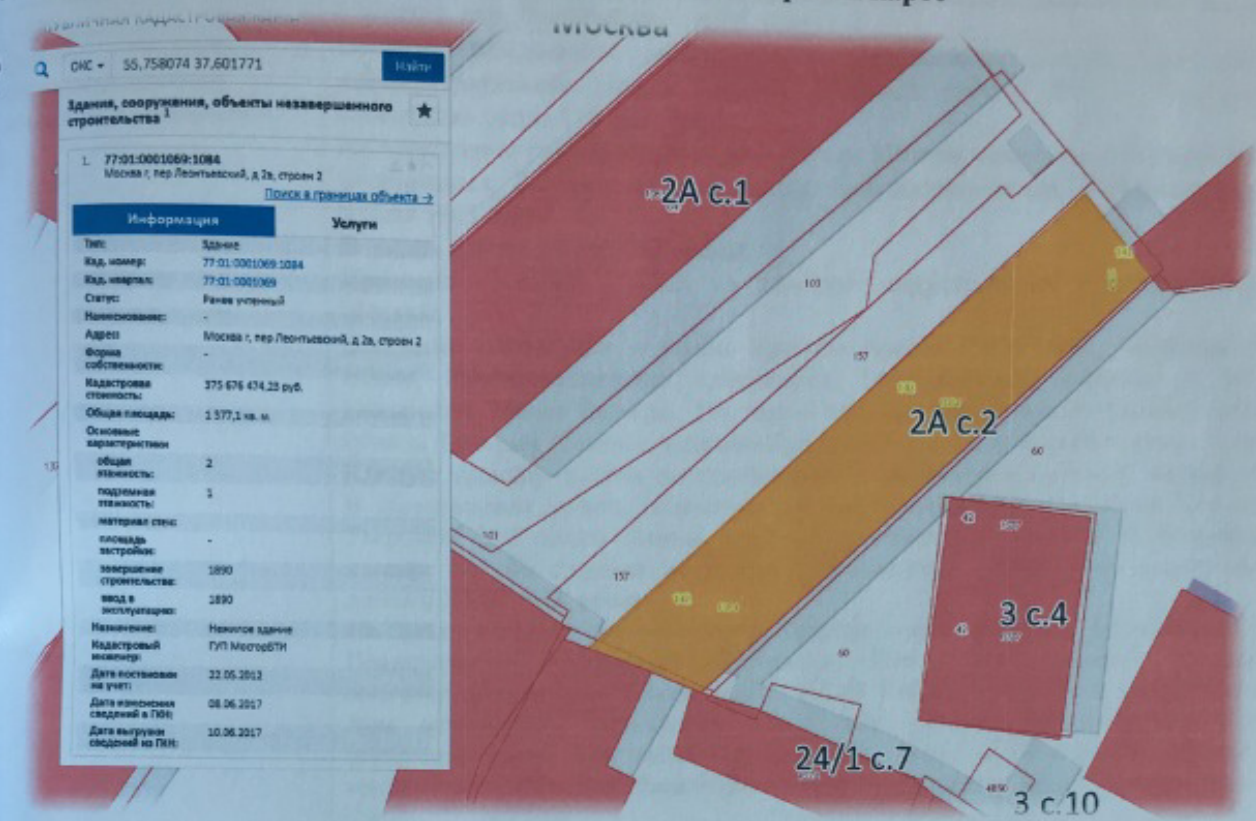 ПУБЛИЧНАЯ КАДАСТРОВАЯ КАРТА
Москва
ОКС 55,758074 37,601771 Найти
Здания, сооружения, объекты незавершенного
строительства 1
1. 77:01:0001069:1084
Москва г, пер Леонтьевский, д 2а, строен 2
Поиск в границах объекта →
Информация Услуги
Тип: Здание
Кад. номер: 77:01:0001069:1084
Кад. квартал: 77:01:0001069
Статус: Ранее учтенный
Наименование: -
Адрес: Москва г, пер Леонтьевский, д 2а, строен 2
Форма
собственности: -
Кадастровая
стоимость: 375 676 474,23 руб.
Общая площадь: 1 577,1 кв. м.
Основные
характеристики
общая
этажность: 2
подземная
этажность: 1
материал стен:
площадь
застройки: -
завершение
строительства: 1890
ввод в
эксплуатацию: 1890
Назначение: Нежилое здание
Кадастровый
инженер: ГУП МосгорБТИ
Дата постановки
на учет: 22.05.2012
Дата изменения
сведений в ГКН: 08.06.2017
Дата выгрузки
сведений из ГКН: 10.06.2017
2А с.1
103
157
2А с.2
60
101
157
43
3 с.4
43
60
24/1 с.7
3 с.10